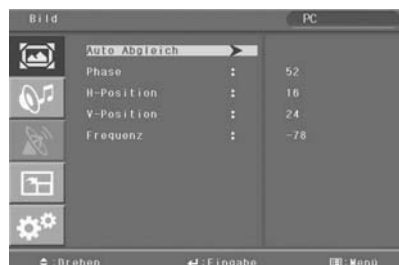 Bild PC
Auto Abgleich
Phase : 52
H-Position : 16
V-Position : 24
Frequenz : -78
:Drehen :Eingabe :Menü